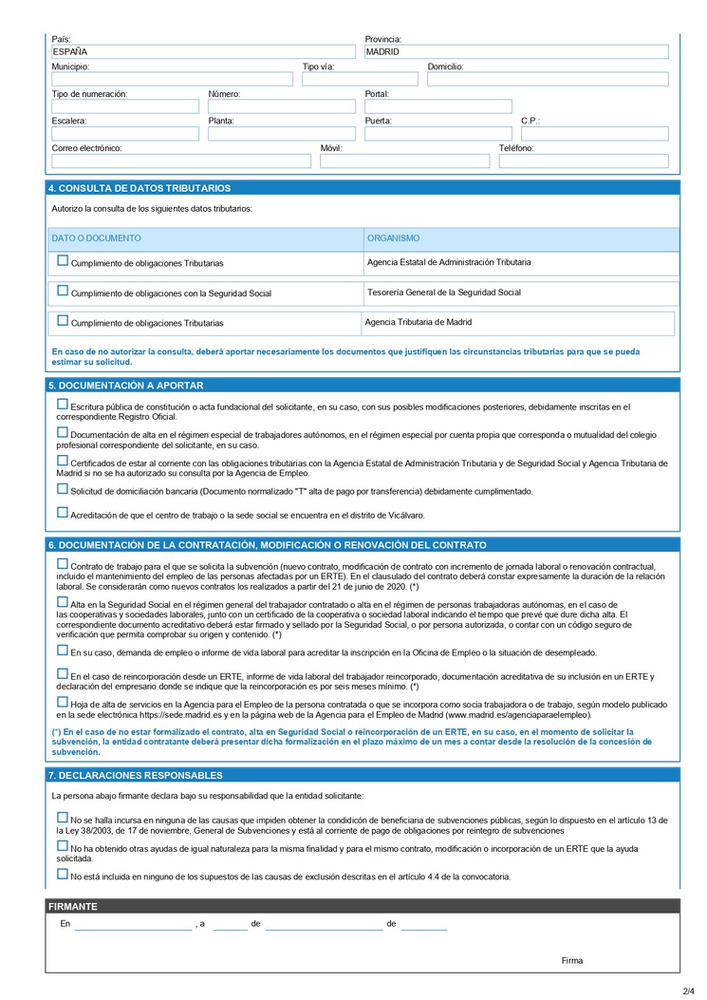 País:
Provincia:
ESPAÑA
MADRID
Municipio:
Tipo vía:
Domicilio:
Tipo de numeración:
Número:
Portal:
Escalera:
Planta:
Puerta:
C.P.:
Correo electrónico:
Móvil:
Teléfono:
4. CONSULTA DE DATOS TRIBUTARIOS
Autorizo la consulta de los siguientes datos tributarios:
DATO O DOCUMENTO
ORGANISMO
Cumplimiento de obligaciones Tributarias
Agencia Estatal de Administración Tributaria
Cumplimiento de obligaciones con la Seguridad Social
Tesorería General de la Seguridad Social
Cumplimiento de obligaciones Tributarias
Agencia Tributaria de Madrid
En caso de no autorizar la consulta, deberá aportar necesariamente los documentos que justifiquen las circunstancias tributarias para que se pueda
estimar su solicitud.
5. DOCUMENTACIÓN A APORTAR
Escritura pública de constitución o acta fundacional del solicitante, en su caso, con sus posibles modificaciones posteriores, debidamente inscritas en el
correspondiente Registro Oficial.
Documentación de alta en el régimen especial de trabajadores autónomos, en el régimen especial por cuenta propia que corresponda o mutualidad del colegio
profesional correspondiente del solicitante, en su caso.
Certificados de estar al corriente con las obligaciones tributarias con la Agencia Estatal de Administración Tributaria y de Seguridad Social y Agencia Tributaria de
Madrid si no se ha autorizado su consulta por la Agencia de Empleo.
Solicitud de domiciliación bancaria (Documento normalizado "T" alta de pago por transferencia) debidamente cumplimentado.
Acreditación de que el centro de trabajo o la sede social se encuentra en el distrito de Vicálvaro.
6. DOCUMENTACIÓN DE LA CONTRATACIÓN, MODIFICACIÓN O RENOVACIÓN DEL CONTRATO
Contrato de trabajo para el que se solicita la subvención (nuevo contrato, modificación de contrato con incremento de jornada laboral o renovación contractual,
incluido el mantenimiento del empleo de las personas afectadas por un ERTE). En el clausulado del contrato deberá constar expresamente la duración de la relación
laboral. Se considerarán como nuevos contratos los realizados a partir del 21 de junio de 2020. (*)
Alta en la Seguridad Social en el régimen general del trabajador contratado o alta en el régimen de personas trabajadoras autónomas, en el caso de
las cooperativas y sociedades laborales, junto con un certificado de la cooperativa o sociedad laboral indicando el tiempo que prevé que dure dicha alta. El
correspondiente documento acreditativo deberá estar firmado y sellado por la Seguridad Social, o por persona autorizada, o contar con un código seguro de
verificación que permita comprobar su origen y contenido. (*)
En su caso, demanda de empleo o informe de vida laboral para acreditar la inscripción en la Oficina de Empleo o la situación de desempleado.
En el caso de reincorporación desde un ERTE, informe de vida laboral del trabajador reincorporado, documentación acreditativa de su inclusión en un ERTE y
declaración del empresario donde se indique que la reincorporación es por seis meses mínimo. (*)
Hoja de alta de servicios en la Agencia para el Empleo de la persona contratada o que se incorpora como socia trabajadora o de trabajo, según modelo publicado
en la sede electrónica https://sede.madrid.es y en la página web de la Agencia para el Empleo de Madrid (www.madrid.es/agenciaparaelempleo).
(*) En el caso de no estar formalizado el contrato, alta en Seguridad Social o reincorporación de un ERTE, en su caso, en el momento de solicitar la
subvención, la entidad contratante deberá presentar dicha formalización en el plazo máximo de un mes a contar desde la resolución de la concesión de
subvención.
7. DECLARACIONES RESPONSABLES
La persona abajo firmante declara bajo su responsabilidad que la entidad solicitante:
No se halla incursa en ninguna de las causas que impiden obtener la condidicón de beneficiaria de subvenciones públicas, según lo dispuesto en el artículo 13 de
la Ley 38/2003, de 17 de noviembre, General de Subvenciones y está al corriente de pago de obligaciones por reintegro de subvenciones
No ha obtenido otras ayudas de igual naturaleza para la misma finalidad y para el mismo contrato, modificación o incorporación de un ERTE que la ayuda
solicitada.
No está incluida en ninguno de los supuestos de las causas de exclusión descritas en el artículo 4.4 de la convocatoria.
FIRMANTE
En , a de de
Firma
2/4